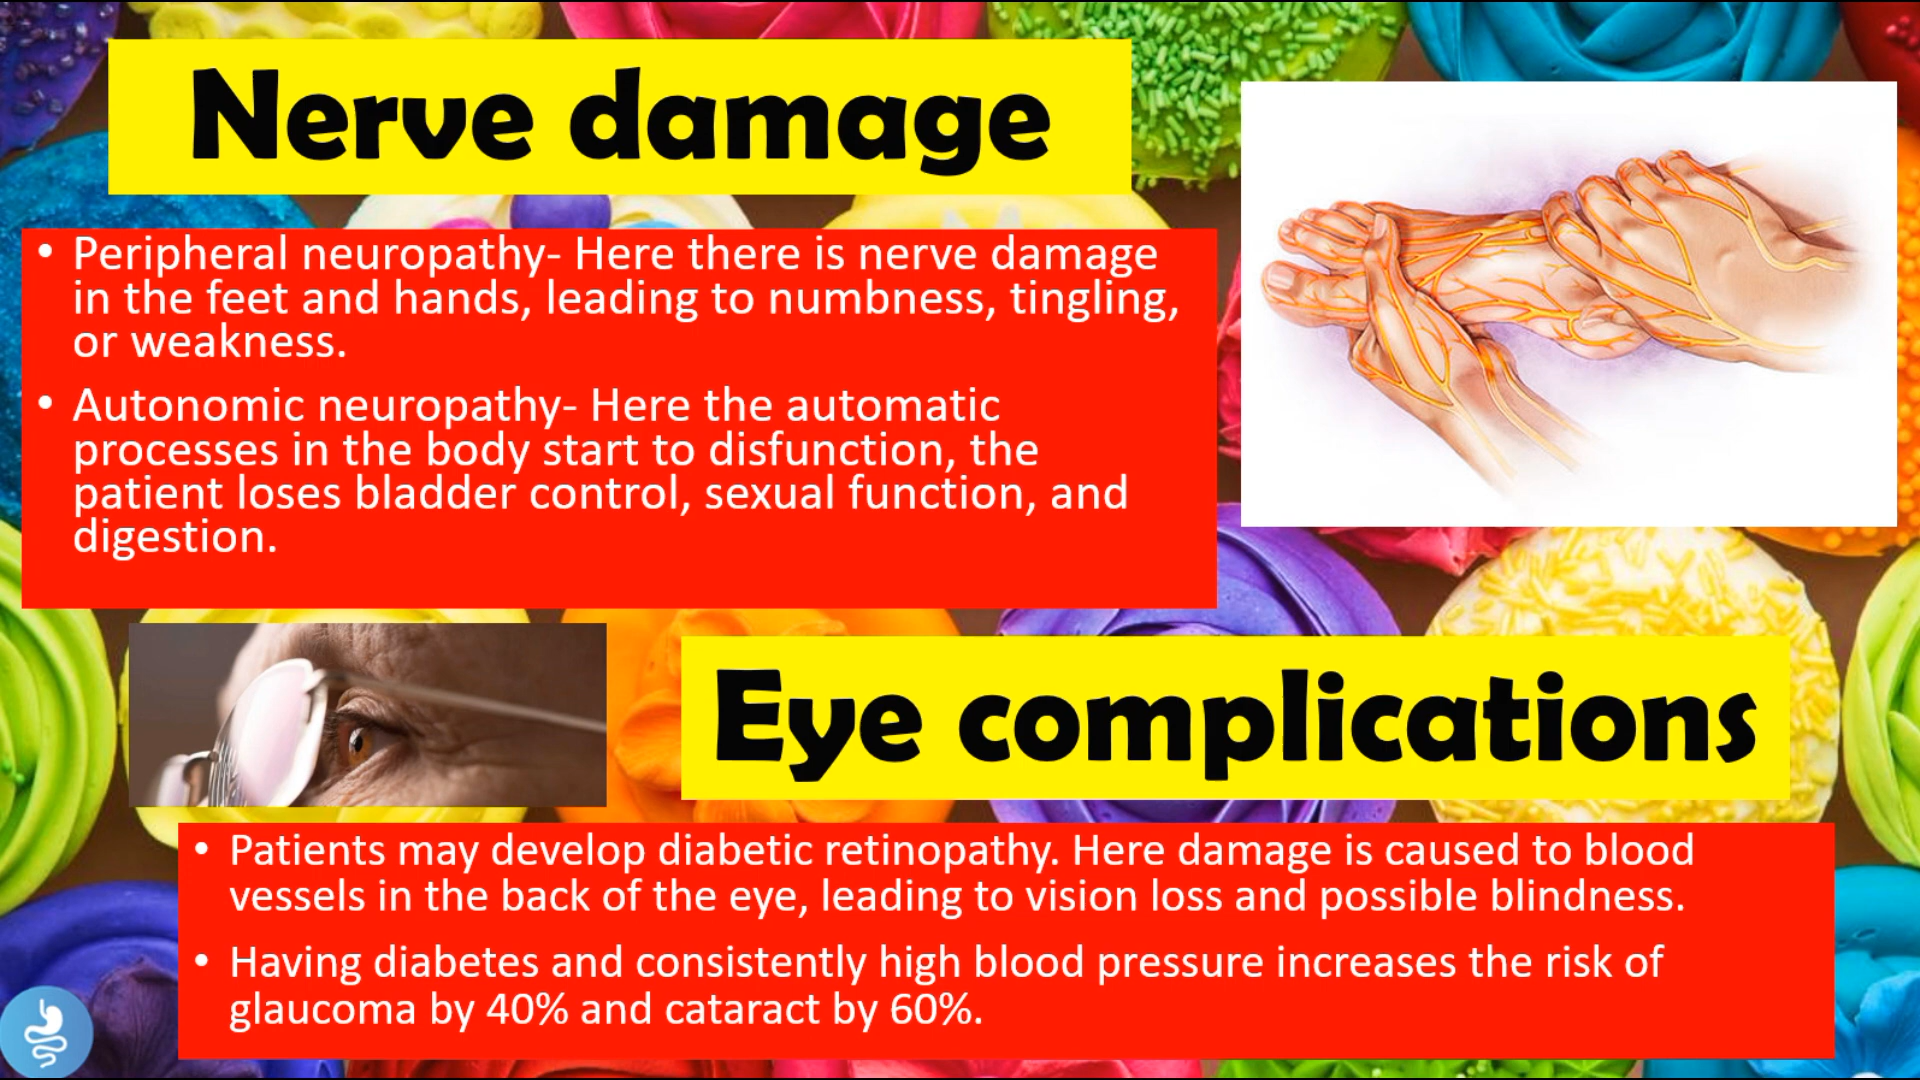 Nerve damage
• Peripheral neuropathy- Here there is nerve damage
in the feet and hands, leading to numbness, tingling,
or weakness.
• Autonomic neuropathy- Here the automatic
processes in the body start to disfunction, the
patient loses bladder control, sexual function, and
digestion.
Eye complications
• Patients may develop diabetic retinopathy. Here damage is caused to blood
vessels in the back of the eye, leading to vision loss and possible blindness.
• Having diabetes and consistently high blood pressure increases the risk of
glaucoma by 40% and cataract by 60%.